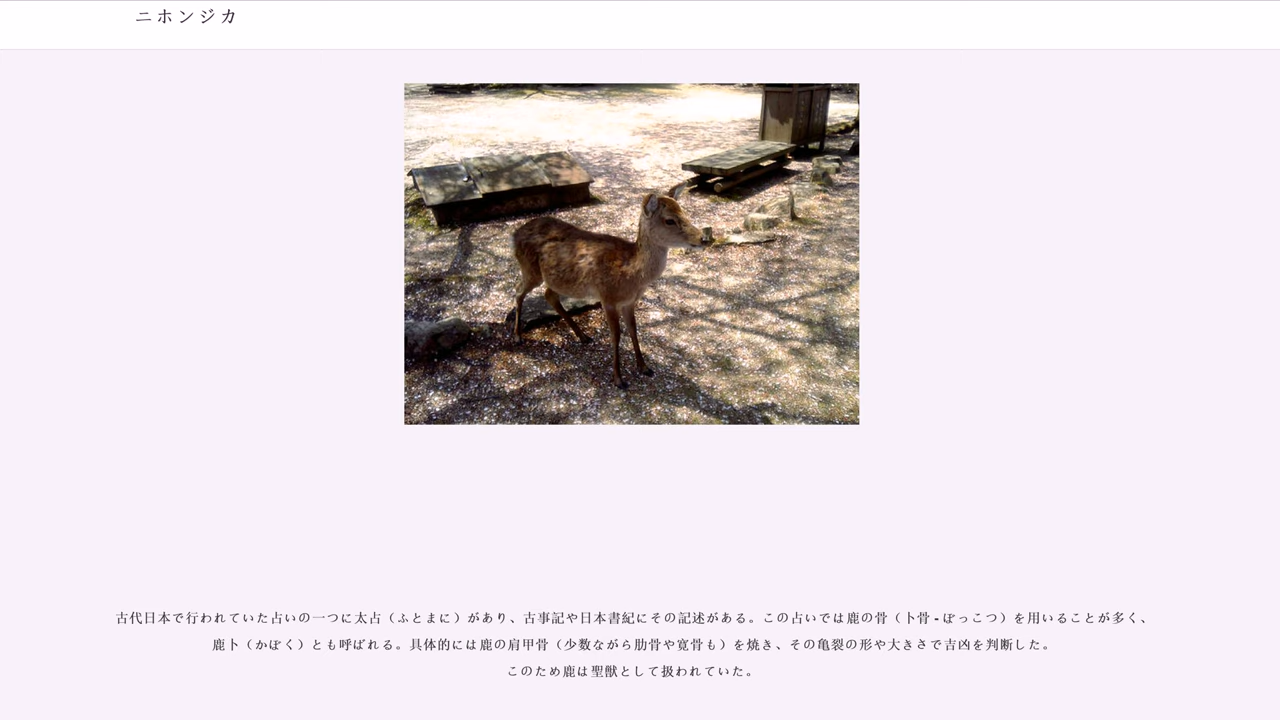 ニホンジカ
古代日本で行われていた占いの一つに太占（ふとまに）があり、古事記や日本書紀にその記述がある。この占いでは鹿の骨（卜骨 - ぼっこつ）を用いることが多く、
鹿卜（かぼく）とも呼ばれる。具体的には鹿の肩甲骨（少数ながら肋骨や寛骨も）を焼き、その亀裂の形や大きさで吉凶を判断した。
このため鹿は聖獣として扱われていた。